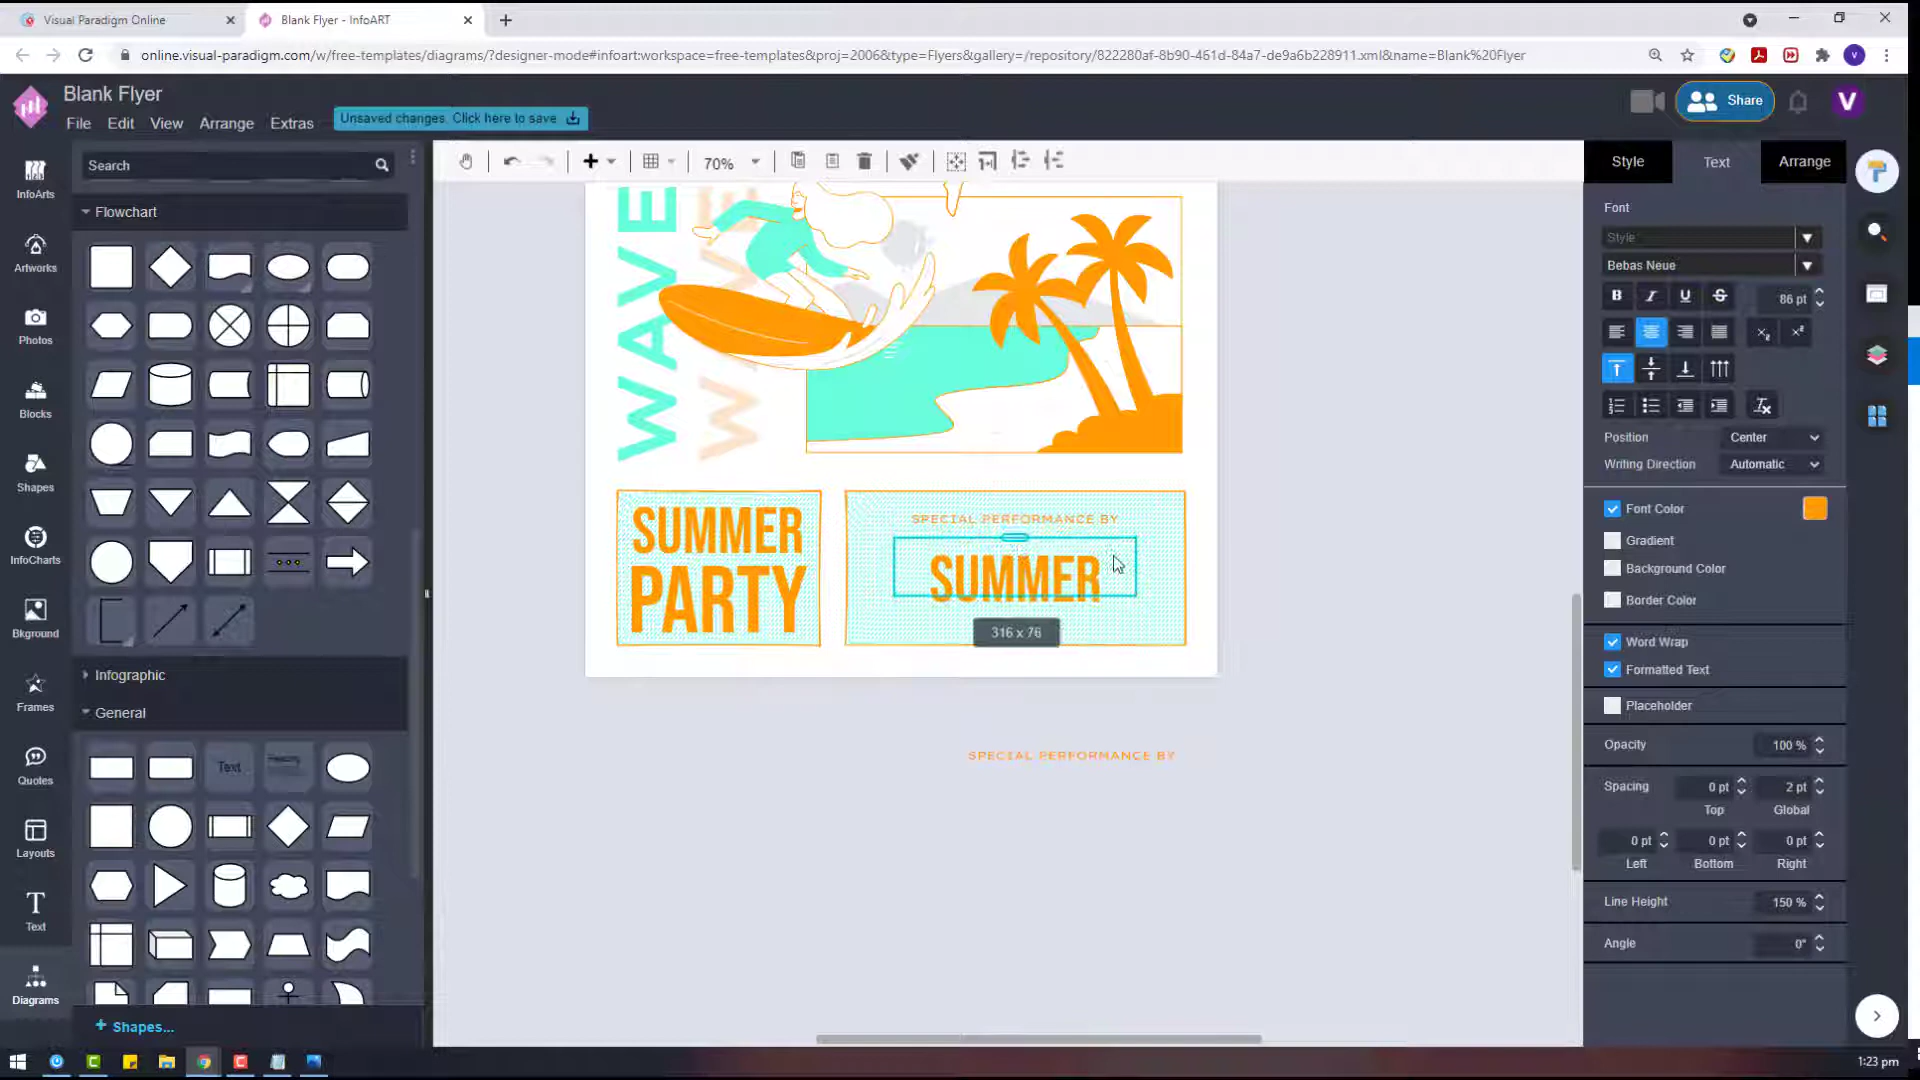 Visual Paradigm Online
Blank Flyer - InfoART
online.visual-paradigm.com/w/free-templates/diagrams/?designer-mode#infoart:workspace=free-templates&proj=2006&type=Flyers&gallery=/repository/822280af-8b90-461d-84a7-de9a6b228911.xml&name=Blank%20Flyer
Blank Flyer
File Edit View Arrange Extras
Unsaved changes. Click here to save
Share
V
Search
70%
Style Text Arrange
InfoArts
Artworks
Photos
Blocks
Shapes
InfoCharts
Bkground
Frames
Quotes
Layouts
Text
Diagrams
Flowchart
Infographic
General
Text
Heading
+ Shapes...
WAVE
WAVE
SUMMER
PARTY
SPECIAL PERFORMANCE BY
SUMMER
316 x 76
SPECIAL PERFORMANCE BY
Font
Style
Bebas Neue
B I U S
86 pt
Position Center
Writing Direction Automatic
Font Color
Gradient
Background Color
Border Color
Word Wrap
Formatted Text
Placeholder
Opacity 100 %
Spacing 0 pt 2 pt
Top Global
0 pt 0 pt 0 pt
Left Bottom Right
Line Height 150 %
Angle 0°
1:23 pm